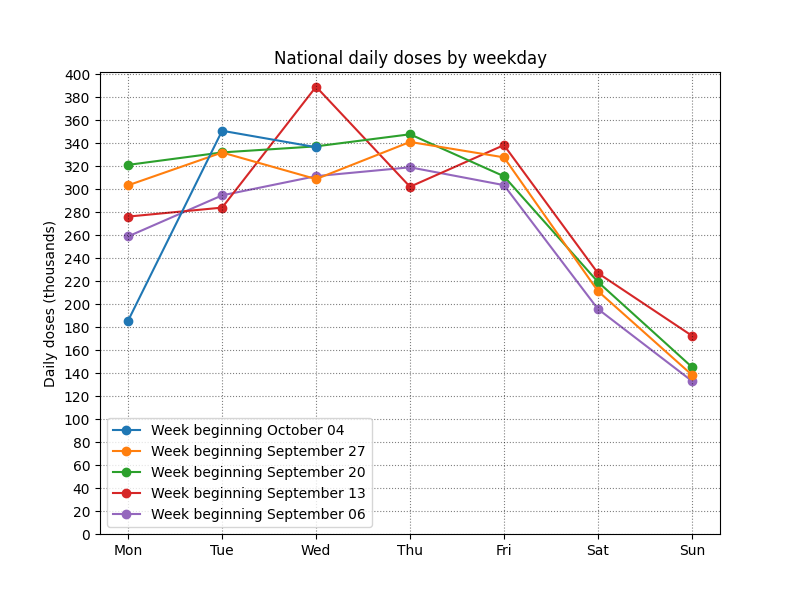 National daily doses by weekday
Daily doses (thousands)
400
380
360
340
320
300
280
260
240
220
200
180
160
140
120
100
80
60
40
20
0
Week beginning October 04
Week beginning September 27
Week beginning September 20
Week beginning September 13
Week beginning September 06
Mon Tue Wed Thu Fri Sat Sun